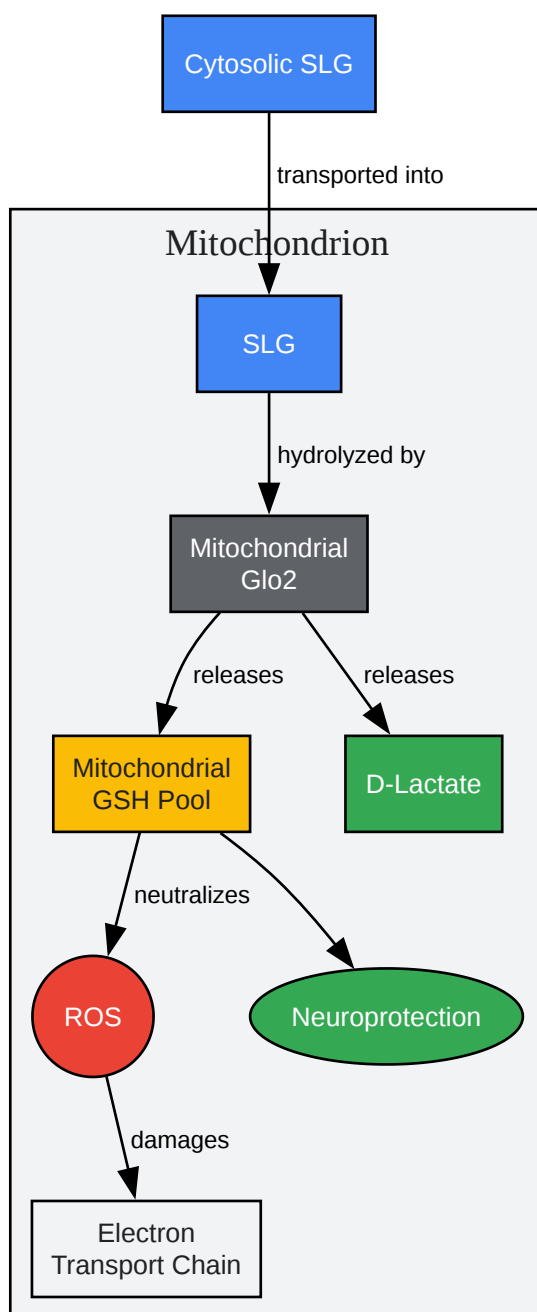 Cytosolic SLG
transported into
Mitochondrion
SLG
hydrolyzed by
Mitochondrial
Glo2
releases
releases
Mitochondrial
GSH Pool
D-Lactate
neutralizes
ROS
Neuroprotection
damages
Electron
Transport Chain